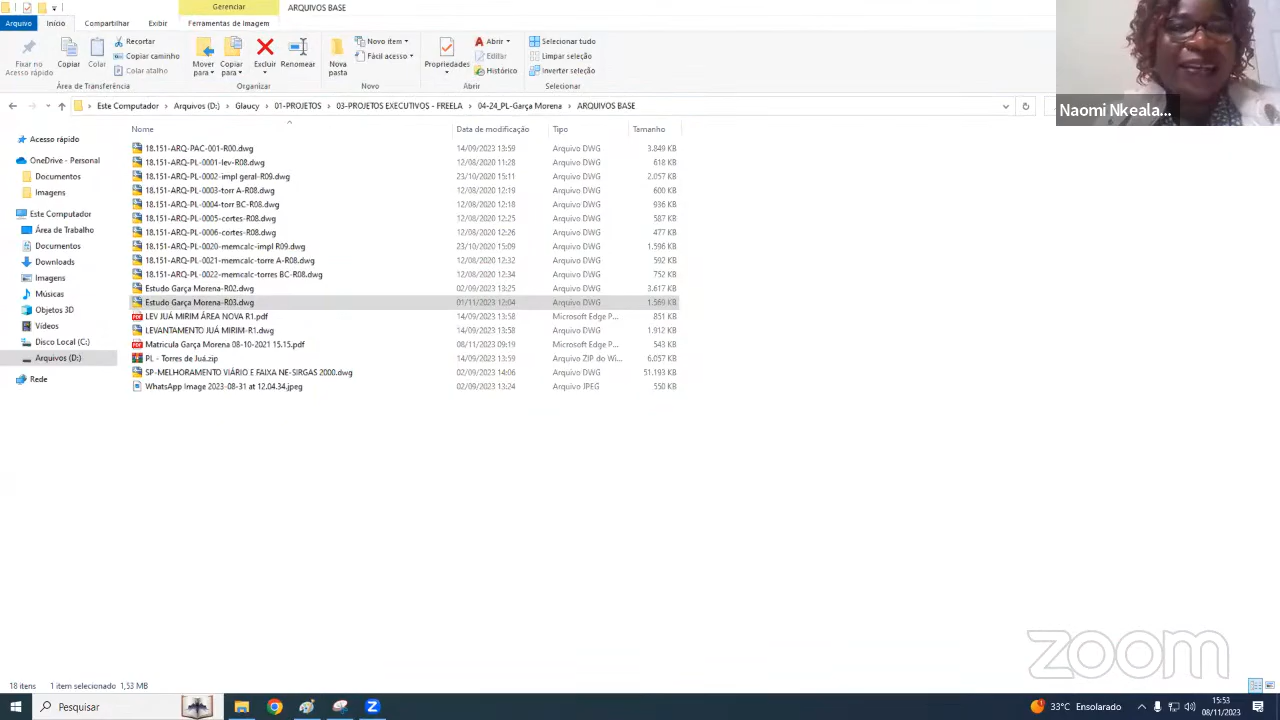 Gerenciar
ARQUIVOS BASE
Arquivo Início Compartilhar Exibir Ferramentas de Imagem
Fixar no Acesso rápido
Copiar
Colar
Recortar
Copiar caminho
Colar atalho
Mover para
Copiar para
Excluir
Renomear
Nova pasta
Novo item
Fácil acesso
Propriedades
Abrir
Editar
Histórico
Selecionar tudo
Limpar seleção
Inverter seleção
Área de Transferência
Organizar
Novo
Abrir
Selecionar
Naomi Nkeala...
Este Computador > Arquivos (D:) > Glaucy > 01-PROJETOS > 03-PROJETOS EXECUTIVOS - FREELA > 04-24_PL-Garça Morena > ARQUIVOS BASE
Acesso rápido
OneDrive - Personal
Documentos
Imagens
Este Computador
Área de Trabalho
Documentos
Downloads
Imagens
Músicas
Objetos 3D
Vídeos
Disco Local (C:)
Arquivos (D:)
Rede
Nome Data de modificação Tipo Tamanho
18.151-ARQ-PAC-001-R00.dwg 14/09/2023 13:59 Arquivo DWG 3.849 KB
18.151-ARQ-PL-0001-lev-R08.dwg 12/08/2020 11:28 Arquivo DWG 618 KB
18.151-ARQ-PL-0002-impl geral-R09.dwg 23/10/2020 15:11 Arquivo DWG 2.057 KB
18.151-ARQ-PL-0003-torr A-R08.dwg 12/08/2020 12:19 Arquivo DWG 600 KB
18.151-ARQ-PL-0004-torr BC-R08.dwg 12/08/2020 12:18 Arquivo DWG 936 KB
18.151-ARQ-PL-0005-cortes-R08.dwg 12/08/2020 12:25 Arquivo DWG 587 KB
18.151-ARQ-PL-0006-cortes-R08.dwg 12/08/2020 12:26 Arquivo DWG 477 KB
18.151-ARQ-PL-0020-memcalc-impl R09.dwg 23/10/2020 15:09 Arquivo DWG 1.596 KB
18.151-ARQ-PL-0021-memcalc-torre A-R08.dwg 12/08/2020 12:32 Arquivo DWG 592 KB
18.151-ARQ-PL-0022-memcalc-torres BC-R08.dwg 12/08/2020 12:34 Arquivo DWG 752 KB
Estudo Garça Morena-R02.dwg 02/09/2023 13:25 Arquivo DWG 3.617 KB
Estudo Garça Morena-R03.dwg 01/11/2023 12:04 Arquivo DWG 1.569 KB
LEV JUÁ MIRIM ÁREA NOVA R1.pdf 14/09/2023 13:58 Microsoft Edge P... 851 KB
LEVANTAMENTO JUÁ MIRIM-R1.dwg 14/09/2023 13:58 Arquivo DWG 1.912 KB
Matricula Garça Morena 08-10-2021 15.15.pdf 08/11/2023 09:19 Microsoft Edge P... 543 KB
PL - Torres de Juá.zip 14/09/2023 13:59 Arquivo ZIP do Wi... 6.057 KB
SP-MELHORAMENTO VIÁRIO E FAIXA NE-SIRGAS 2000.dwg 02/09/2023 14:06 Arquivo DWG 51.193 KB
WhatsApp Image 2023-08-31 at 12.04.34.jpeg 02/09/2023 13:24 Arquivo JPEG 550 KB
zoom
18 itens 1 item selecionado 1,53 MB
Pesquisar
33°C Ensolarado
15:53
08/11/2023